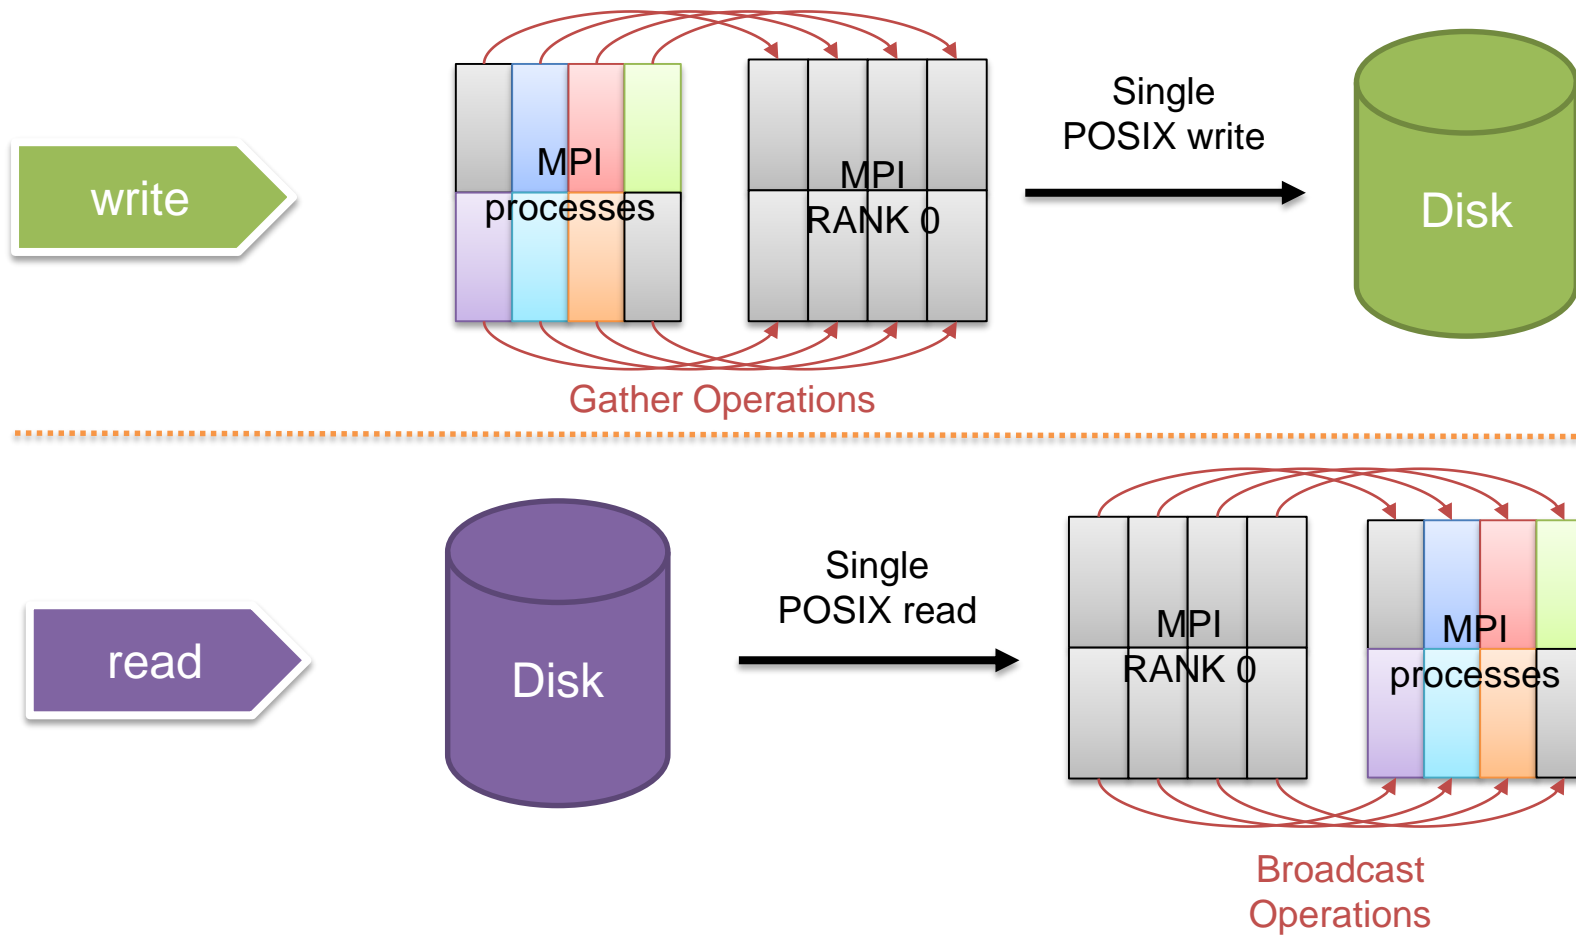 write
MPI
processes
MPI
RANK 0
Single
POSIX write
Disk
Gather Operations
read
Disk
Single
POSIX read
MPI
RANK 0
MPI
processes
Broadcast
Operations